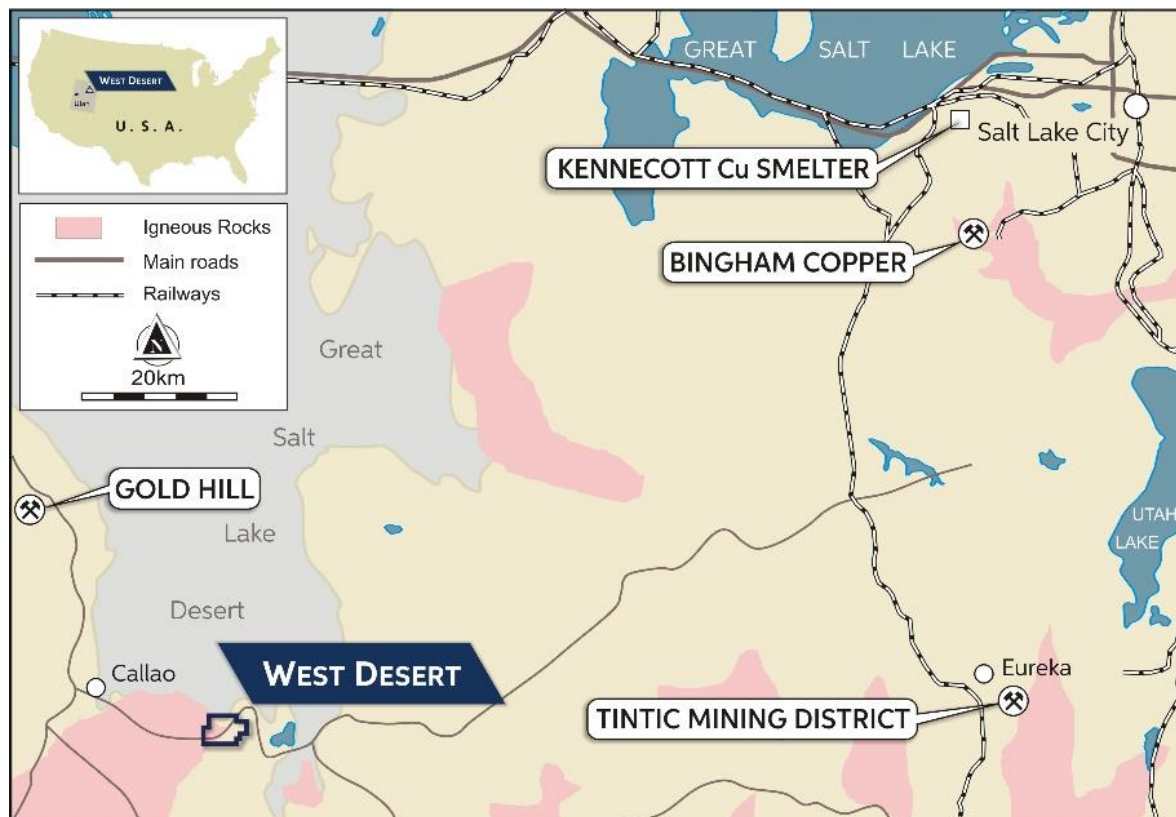 WEST DESERT
Utah
U. S. A.
Igneous Rocks
Main roads
Railways
N
20km
GREAT SALT LAKE
Salt Lake City
KENNECOTT Cu SMELTER
BINGHAM COPPER
Great
Salt
Lake
Desert
GOLD HILL
UTAH
LAKE
Callao
WEST DESERT
Eureka
TINTIC MINING DISTRICT